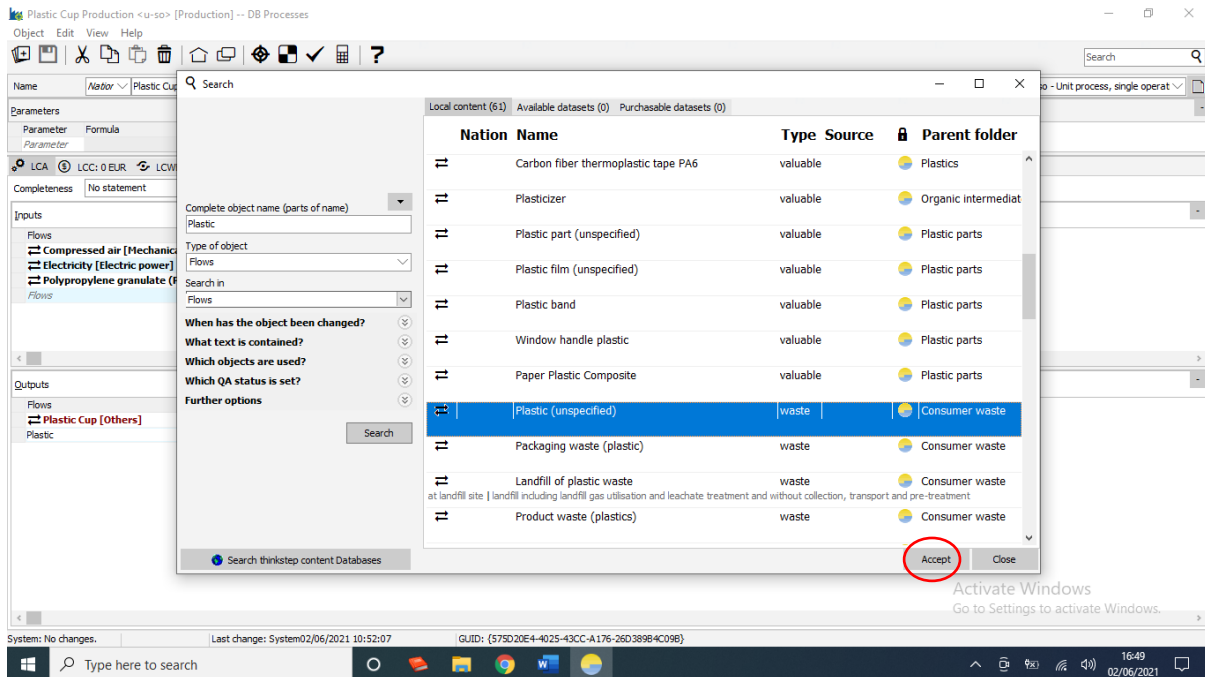 Plastic Cup Production <u-so> [Production] -- DB Processes
Object Edit View Help
?
Search
Name
Nation
Plastic Cup
so - Unit process, single operat
Parameters
Parameter Formula
Parameter
LCA LCC: 0 EUR LCW
Completeness No statement
Inputs
Flows
Compressed air [Mechanica
Electricity [Electric power]
Polypropylene granulate (P
Flows
Outputs
Flows
Plastic Cup [Others]
Plastic
Search
Complete object name (parts of name)
Plastic
Type of object
Flows
Search in
Flows
When has the object been changed?
What text is contained?
Which objects are used?
Which QA status is set?
Further options
Search
Search thinkstep content Databases
Local content (61) Available datasets (0) Purchasable datasets (0)
Nation Name Type Source Parent folder
Carbon fiber thermoplastic tape PA6 valuable Plastics
Plasticizer valuable Organic intermediat
Plastic part (unspecified) valuable Plastic parts
Plastic film (unspecified) valuable Plastic parts
Plastic band valuable Plastic parts
Window handle plastic valuable Plastic parts
Paper Plastic Composite valuable Plastic parts
Plastic (unspecified) waste Consumer waste
Packaging waste (plastic) waste Consumer waste
Landfill of plastic waste waste Consumer waste
at landfill site | landfill including landfill gas utilisation and leachate treatment and without collection, transport and pre-treatment
Product waste (plastics) waste Consumer waste
Accept Close
Activate Windows
Go to Settings to activate Windows.
System: No changes. Last change: System02/06/2021 10:52:07 GUID: {575D20E4-4025-43CC-A176-26D389B4C09B}
Type here to search
16:49
02/06/2021